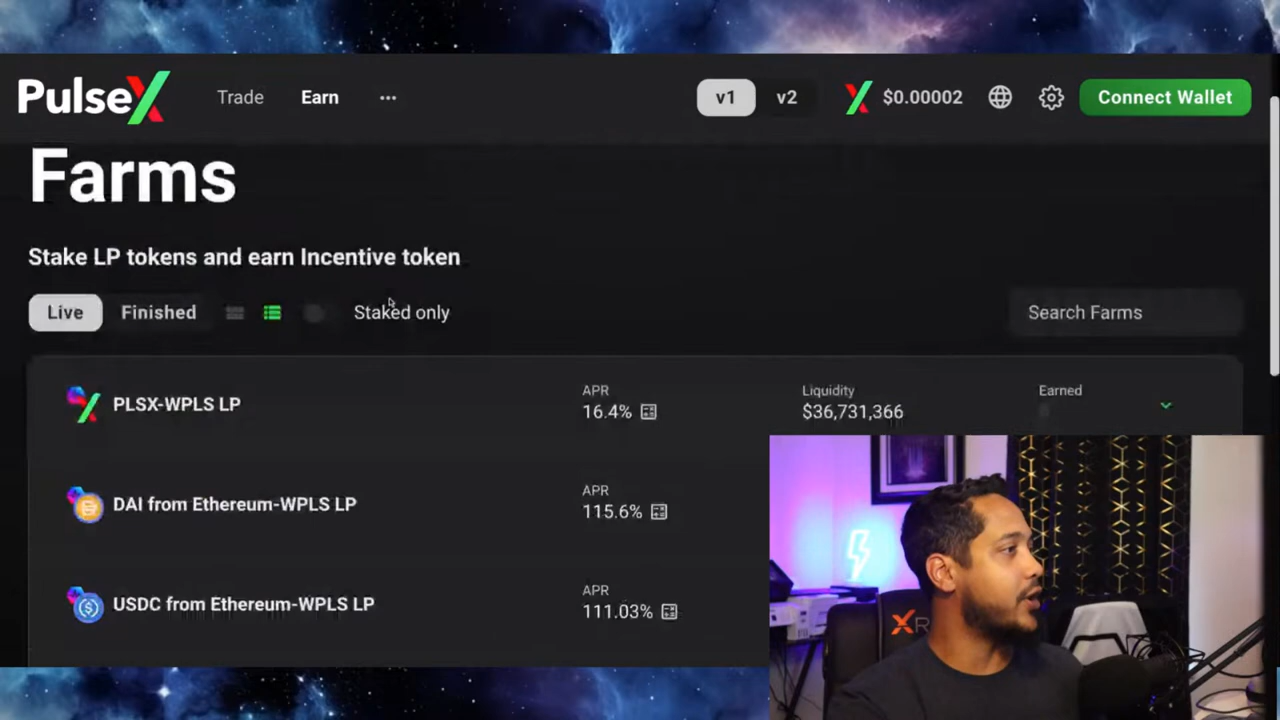 PulseX Trade Earn ... v1 v2 $0.00002 Connect Wallet
Farms
Stake LP tokens and earn Incentive token
Live Finished Staked only Search Farms
PLSX-WPLS LP
APR
16.4%
Liquidity
$36,731,366
Earned
DAI from Ethereum-WPLS LP
APR
115.6%
USDC from Ethereum-WPLS LP
APR
111.03%
XR